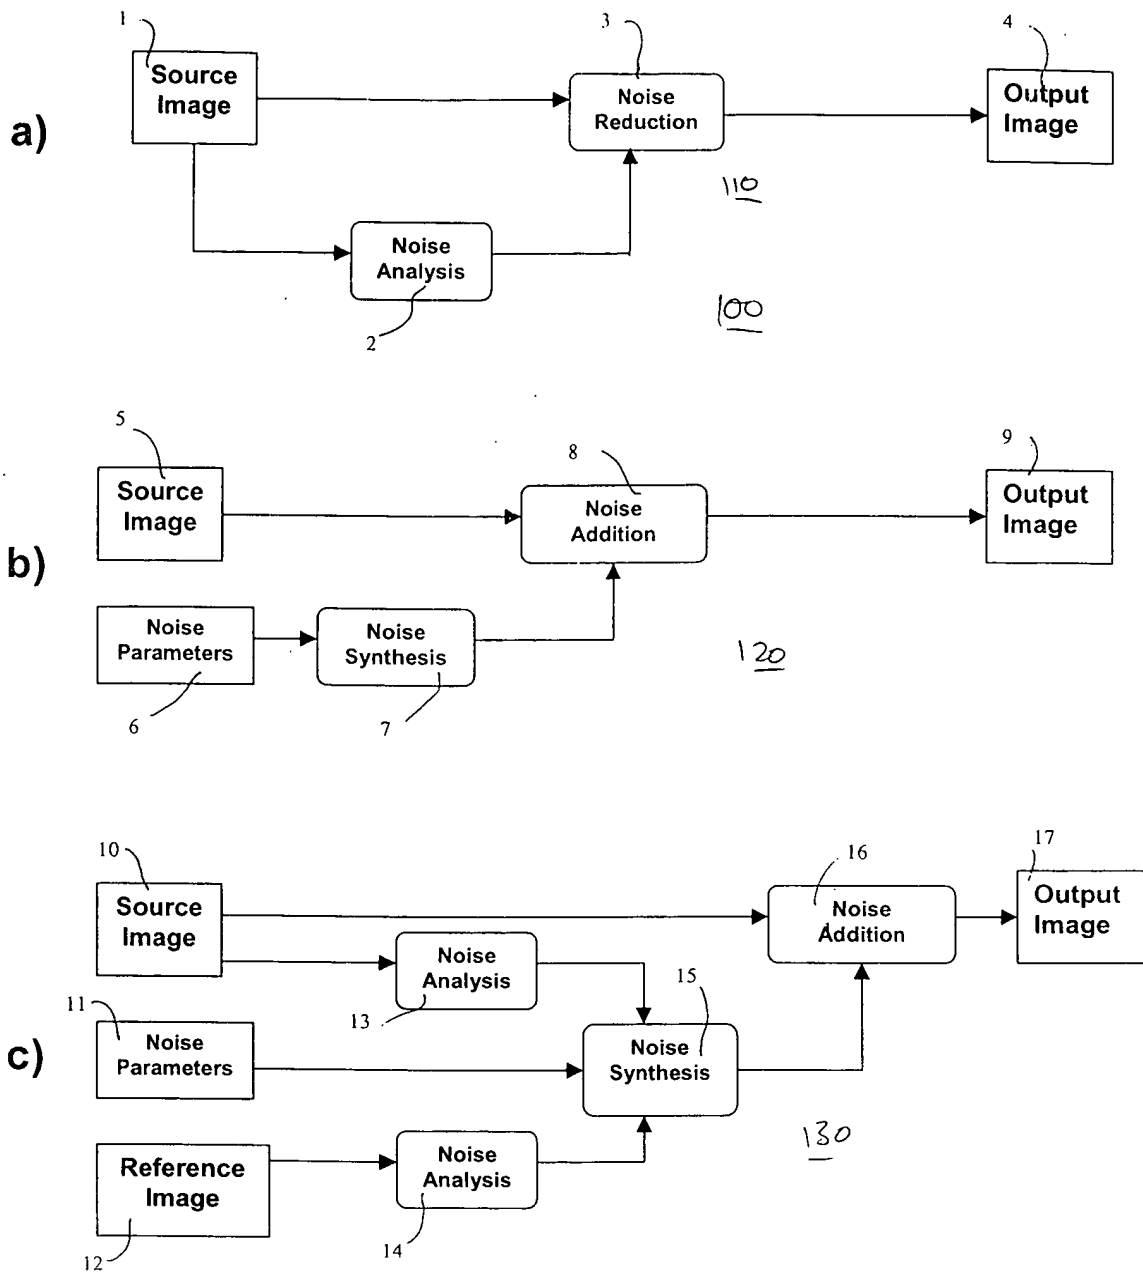 1
3
4
Source
Image
Noise
Reduction
Output
Image
a)
110
Noise
Analysis
2
100
5
8
9
Source
Image
Noise
Addition
Output
Image
b)
Noise
Parameters
Noise
Synthesis
120
6
7
10
16
17
Source
Image
Noise
Addition
Output
Image
Noise
Analysis
11
13
15
c)
Noise
Parameters
Noise
Synthesis
130
Reference
Image
Noise
Analysis
12
14